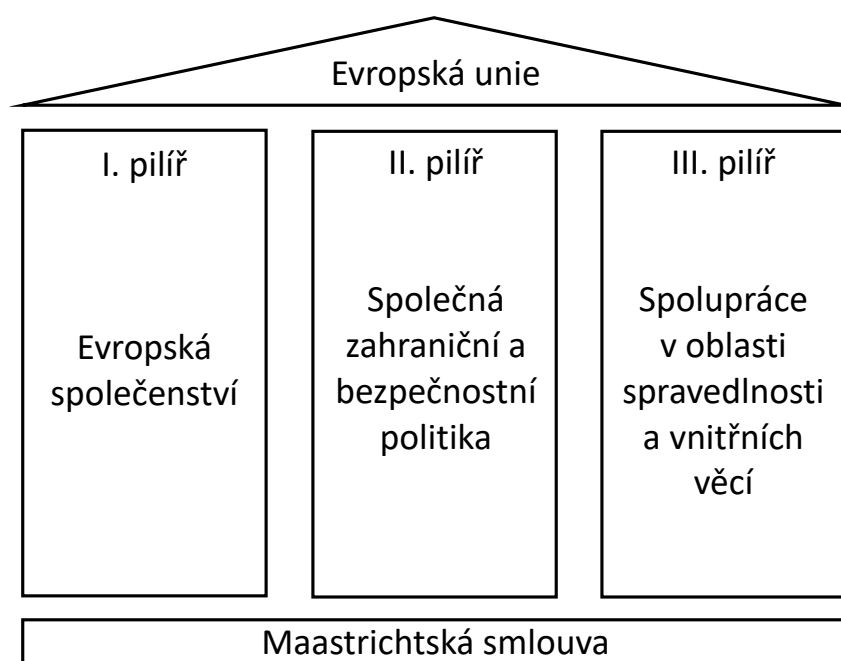 Evropská unie
I. pilíř
Evropská
společenství
II. pilíř
Společná
zahraniční a
bezpečnostní
politika
III. pilíř
Spolupráce
v oblasti
spravedlnosti
a vnitřních
věcí
Maastrichtská smlouva